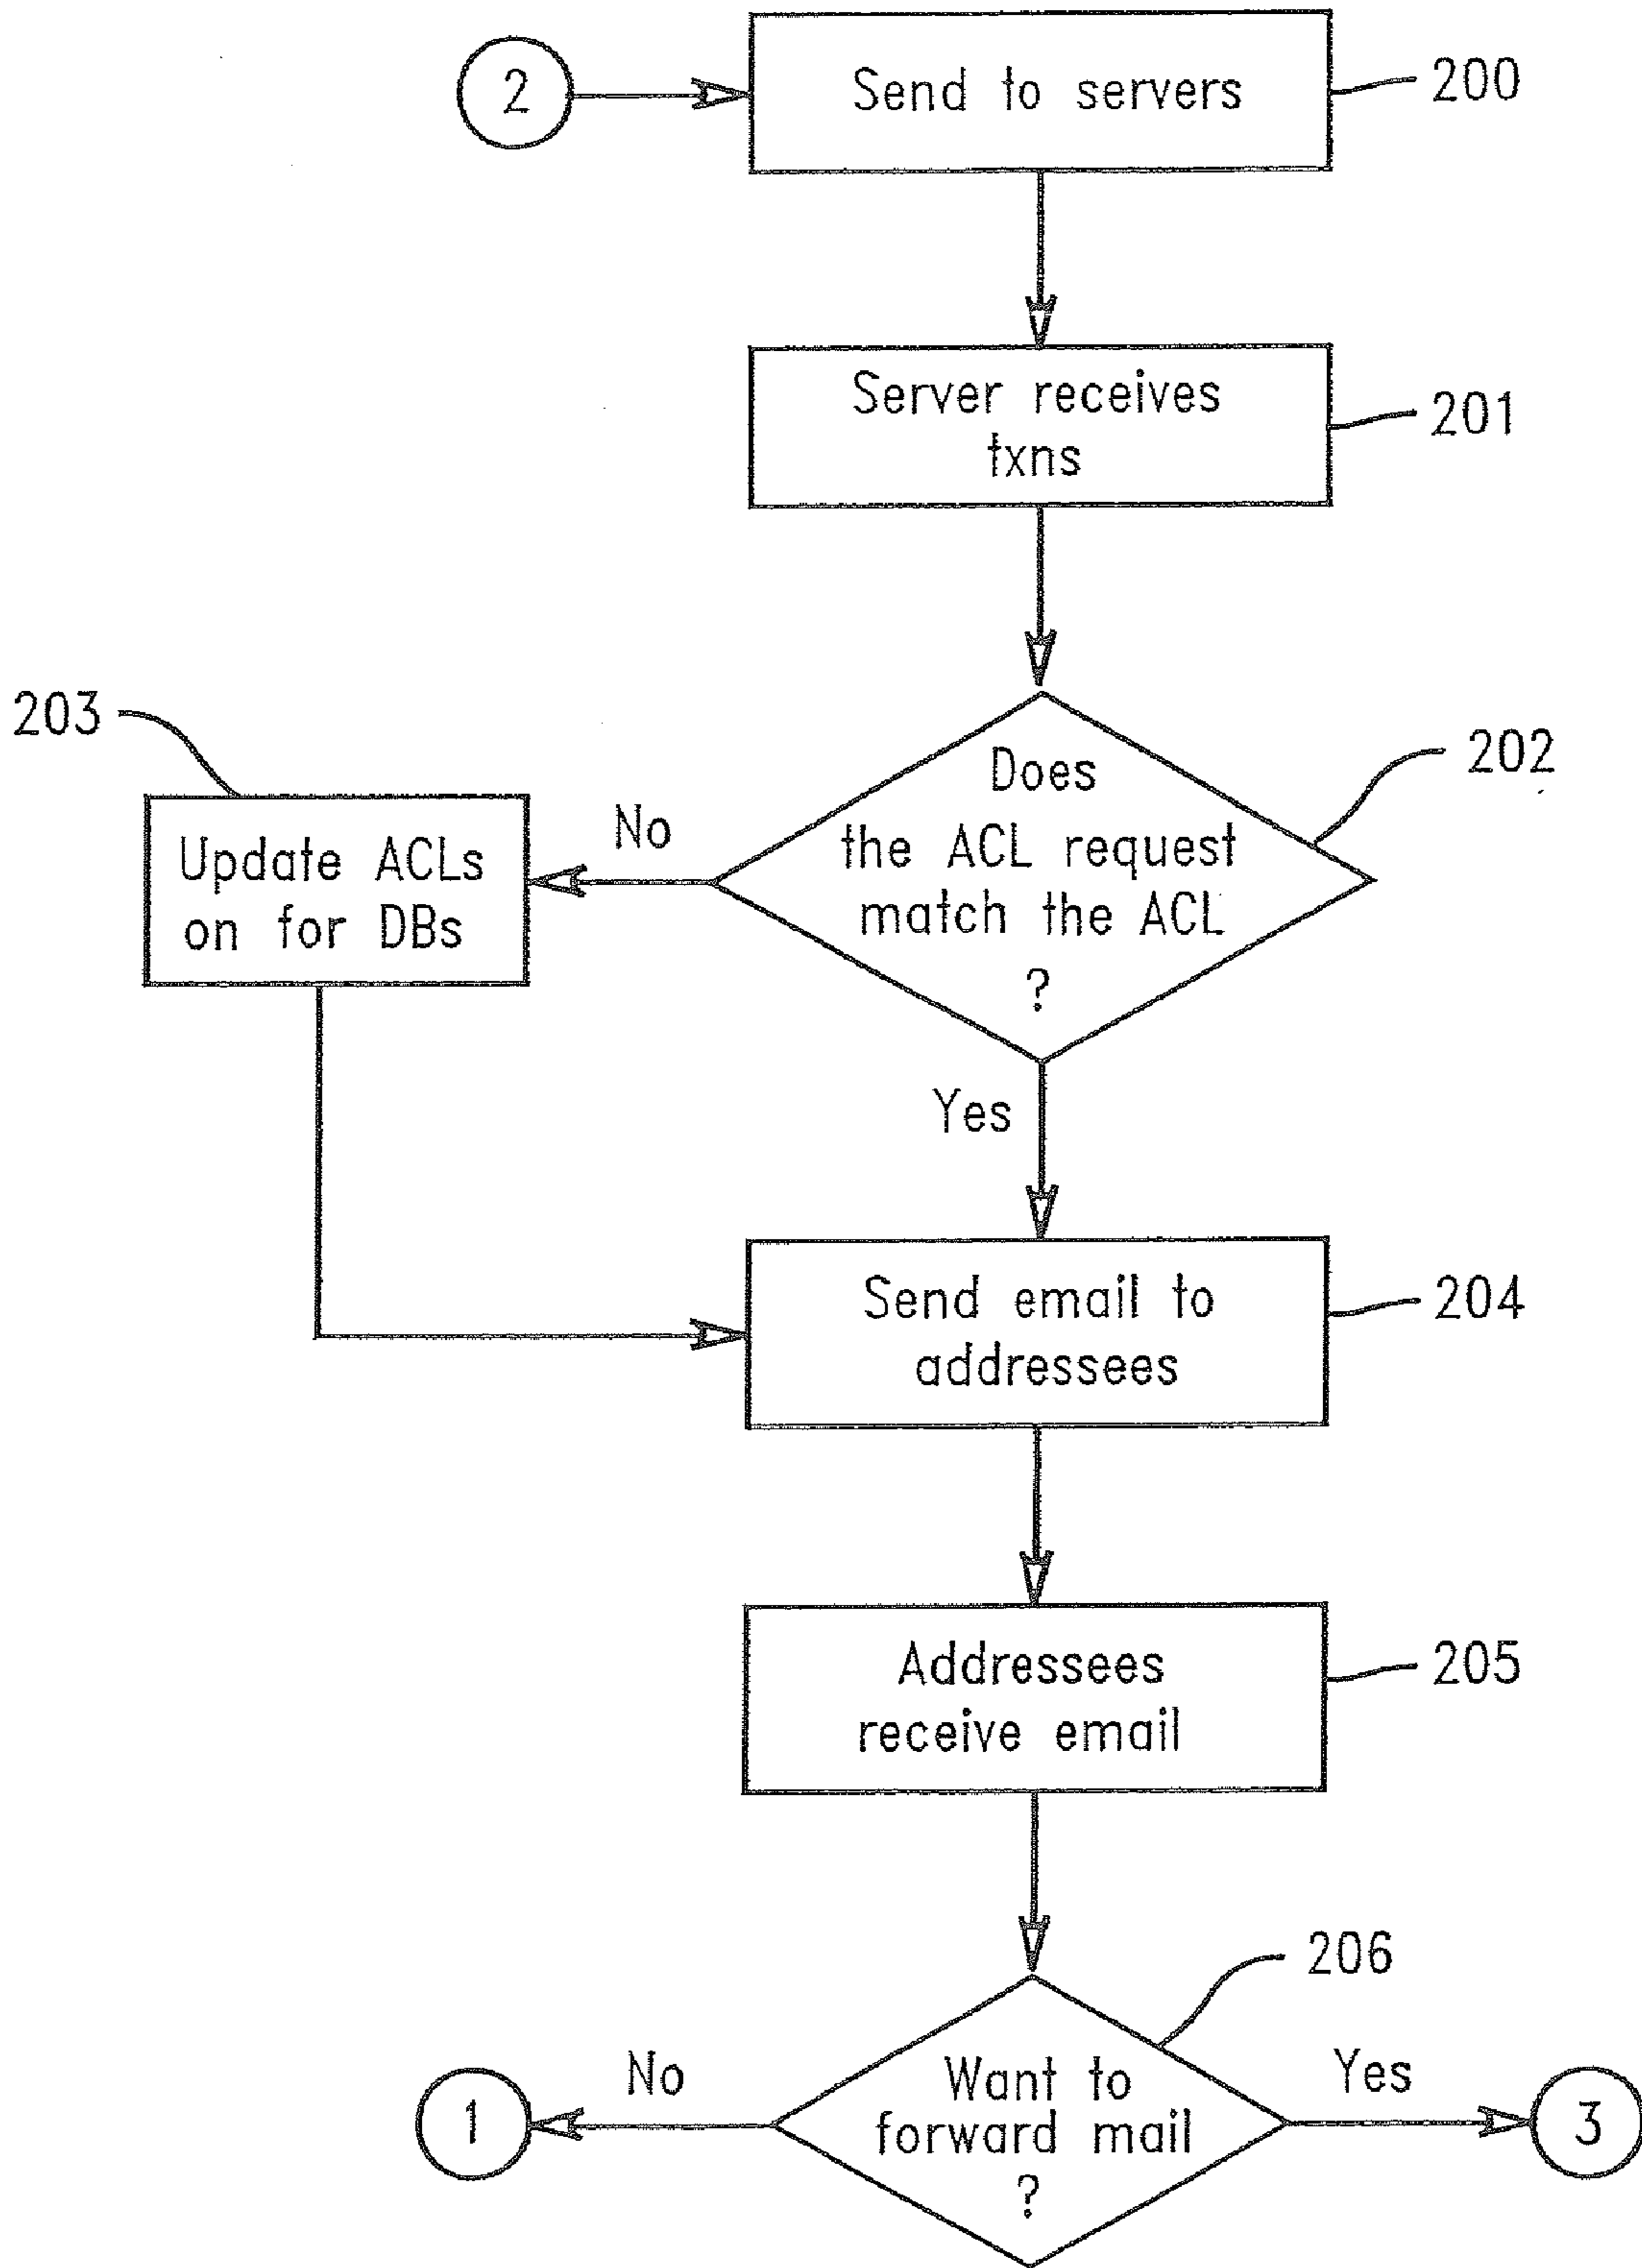 2
Send to servers
200
Server receives
txns
201
Does
the ACL request
match the ACL
?
202
203
No
Update ACLs
on for DBs
Yes
Send email to
addressees
204
Addressees
receive email
205
206
Want to
forward mail
?
No
1
Yes
3